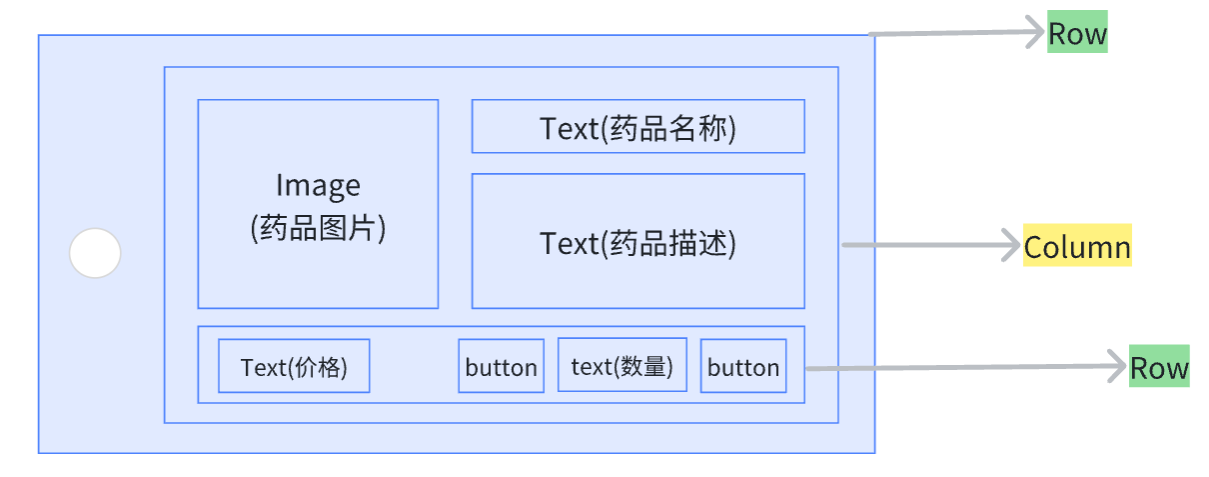 Row
Text(药品名称)
Image
(药品图片)
Text(药品描述)
Column
Text(价格)
button
text(数量)
button
Row